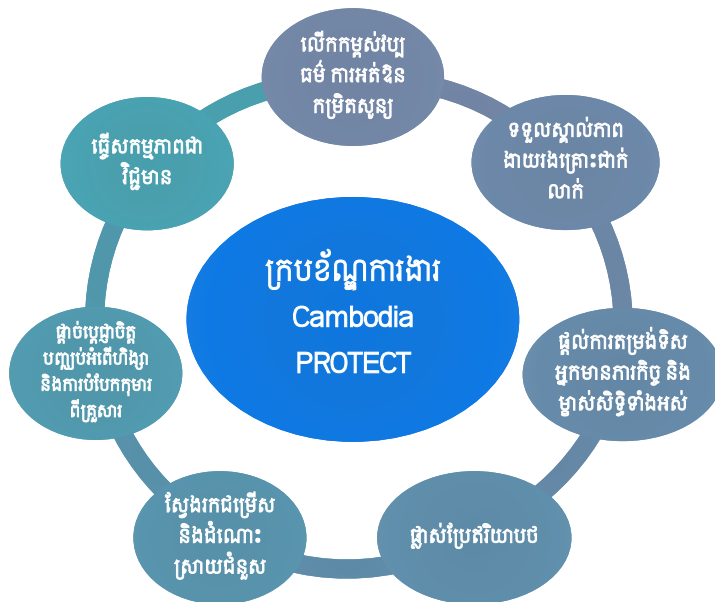 លើកកម្ពស់វប្ប
ធម៌ ការអត់ឱន
កម្រិតសូន្យ
ទទួលស្គាល់ភាព
ងាយរងគ្រោះជាក់
លាក់
ផ្តល់ការតម្រង់ទិស
អ្នកមានភារកិច្ច និង
ម្ចាស់សិទ្ធិទាំងអស់
ផ្លាស់ប្រែឥរិយាបថ
ស្វែងរកជម្រើស
និងដំណោះ
ស្រាយជំនួស
ផ្តាច់ប្តេជ្ញាចិត្ត
បញ្ឈប់អំពើហិង្សា
និងការបំបែកកុមារ
ពីគ្រួសារ
ធ្វើសកម្មភាពជា
វិជ្ជមាន
ក្របខ័ណ្ឌការងារ
Cambodia
PROTECT